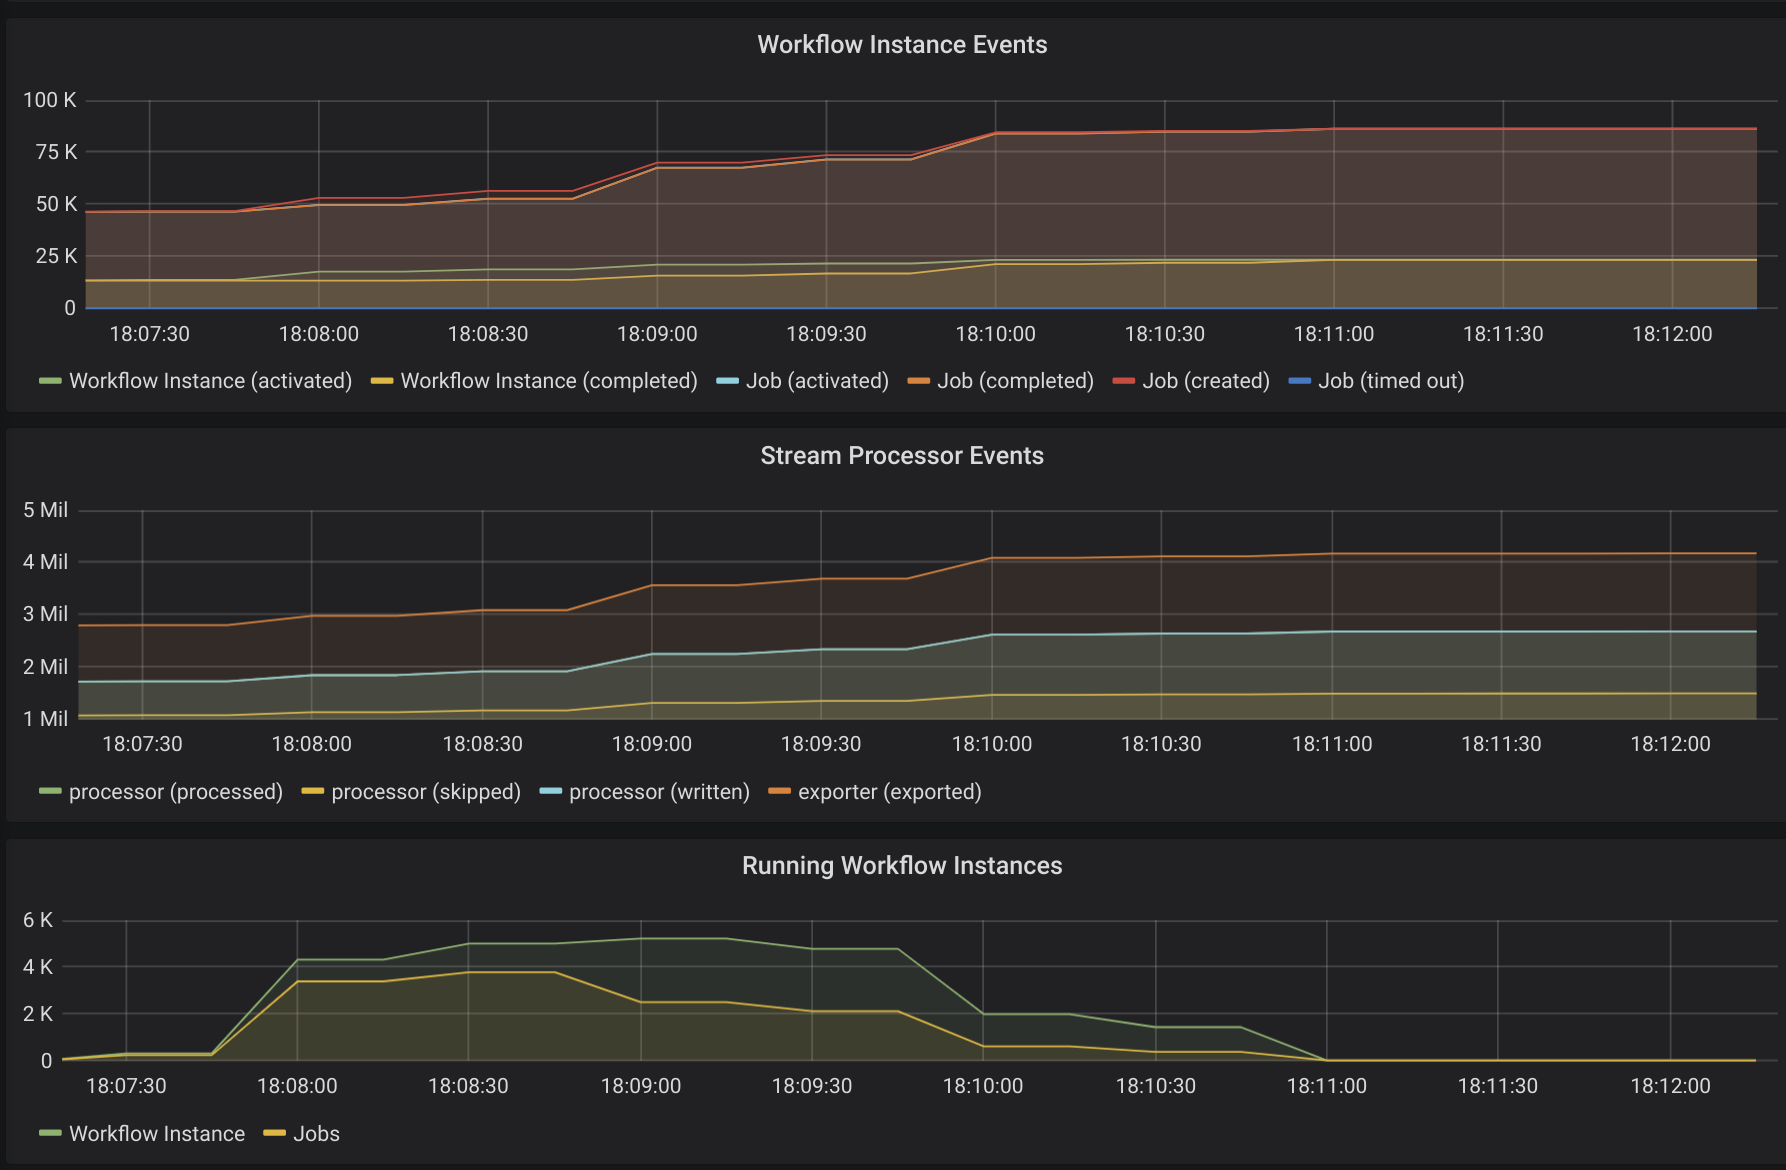 Workflow Instance Events
100 K
75 K
50 K
25 K
0
18:07:30 18:08:00 18:08:30 18:09:00 18:09:30 18:10:00 18:10:30 18:11:00 18:11:30 18:12:00
Workflow Instance (activated) Workflow Instance (completed) Job (activated) Job (completed) Job (created) Job (timed out)
Stream Processor Events
5 Mil
4 Mil
3 Mil
2 Mil
1 Mil
18:07:30 18:08:00 18:08:30 18:09:00 18:09:30 18:10:00 18:10:30 18:11:00 18:11:30 18:12:00
processor (processed) processor (skipped) processor (written) exporter (exported)
Running Workflow Instances
6 K
4 K
2 K
0
18:07:30 18:08:00 18:08:30 18:09:00 18:09:30 18:10:00 18:10:30 18:11:00 18:11:30 18:12:00
Workflow Instance Jobs